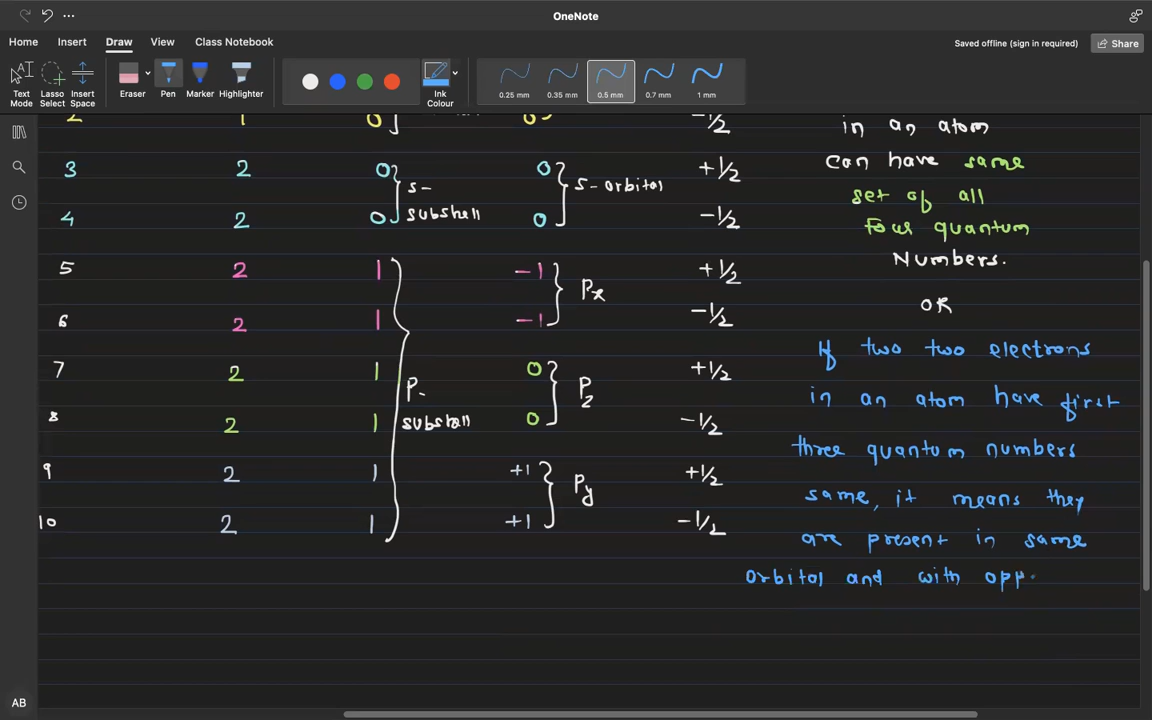 OneNote
Home Insert Draw View Class Notebook
Saved offline (sign in required) Share
Text Mode Lasso Select Insert Space Eraser Pen Marker Highlighter Ink Colour 0.25 mm 0.35 mm 0.5 mm 0.7 mm 1 mm
2 1 0 0 -1/2
3 2 0 s- 0 s-orbital +1/2
4 2 0 subshell 0 -1/2
5 2 1 -1 Px +1/2
6 2 1 -1 -1/2
7 2 1 0 Pz +1/2
P-
8 2 1 subshell 0 -1/2
9 2 1 +1 Py +1/2
10 2 1 +1 -1/2
in an atom
can have same
set of all
four quantum
Numbers.
OR
If two two electrons
in an atom have first
three quantum numbers
same, it means they
are present in same
orbital and with opp
AB